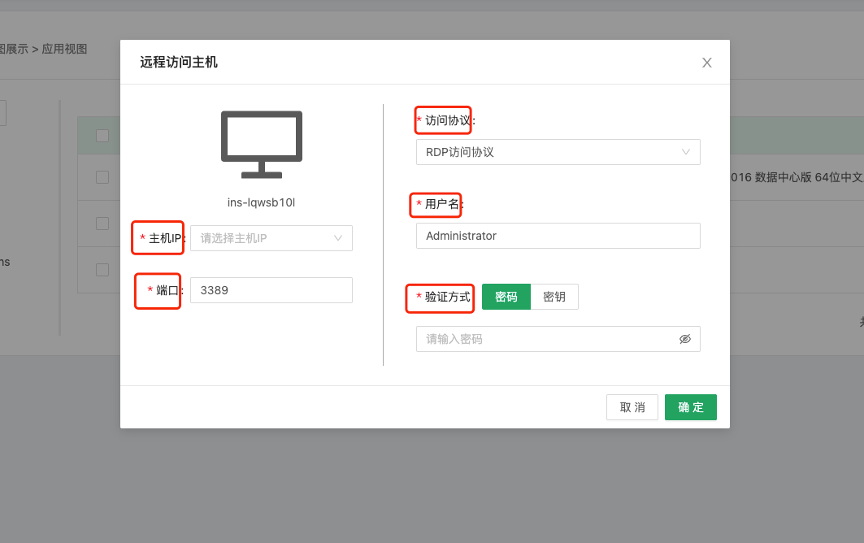 图展示 > 应用视图
远程访问主机
* 访问协议:
RDP访问协议
016 数据中心版 64位中文
ins-lqwsb10l
* 用户名:
* 主机IP:
请选择主机IP
Administrator
ns
* 端口:
3389
* 验证方式
密码
密钥
请输入密码
取 消
确 定